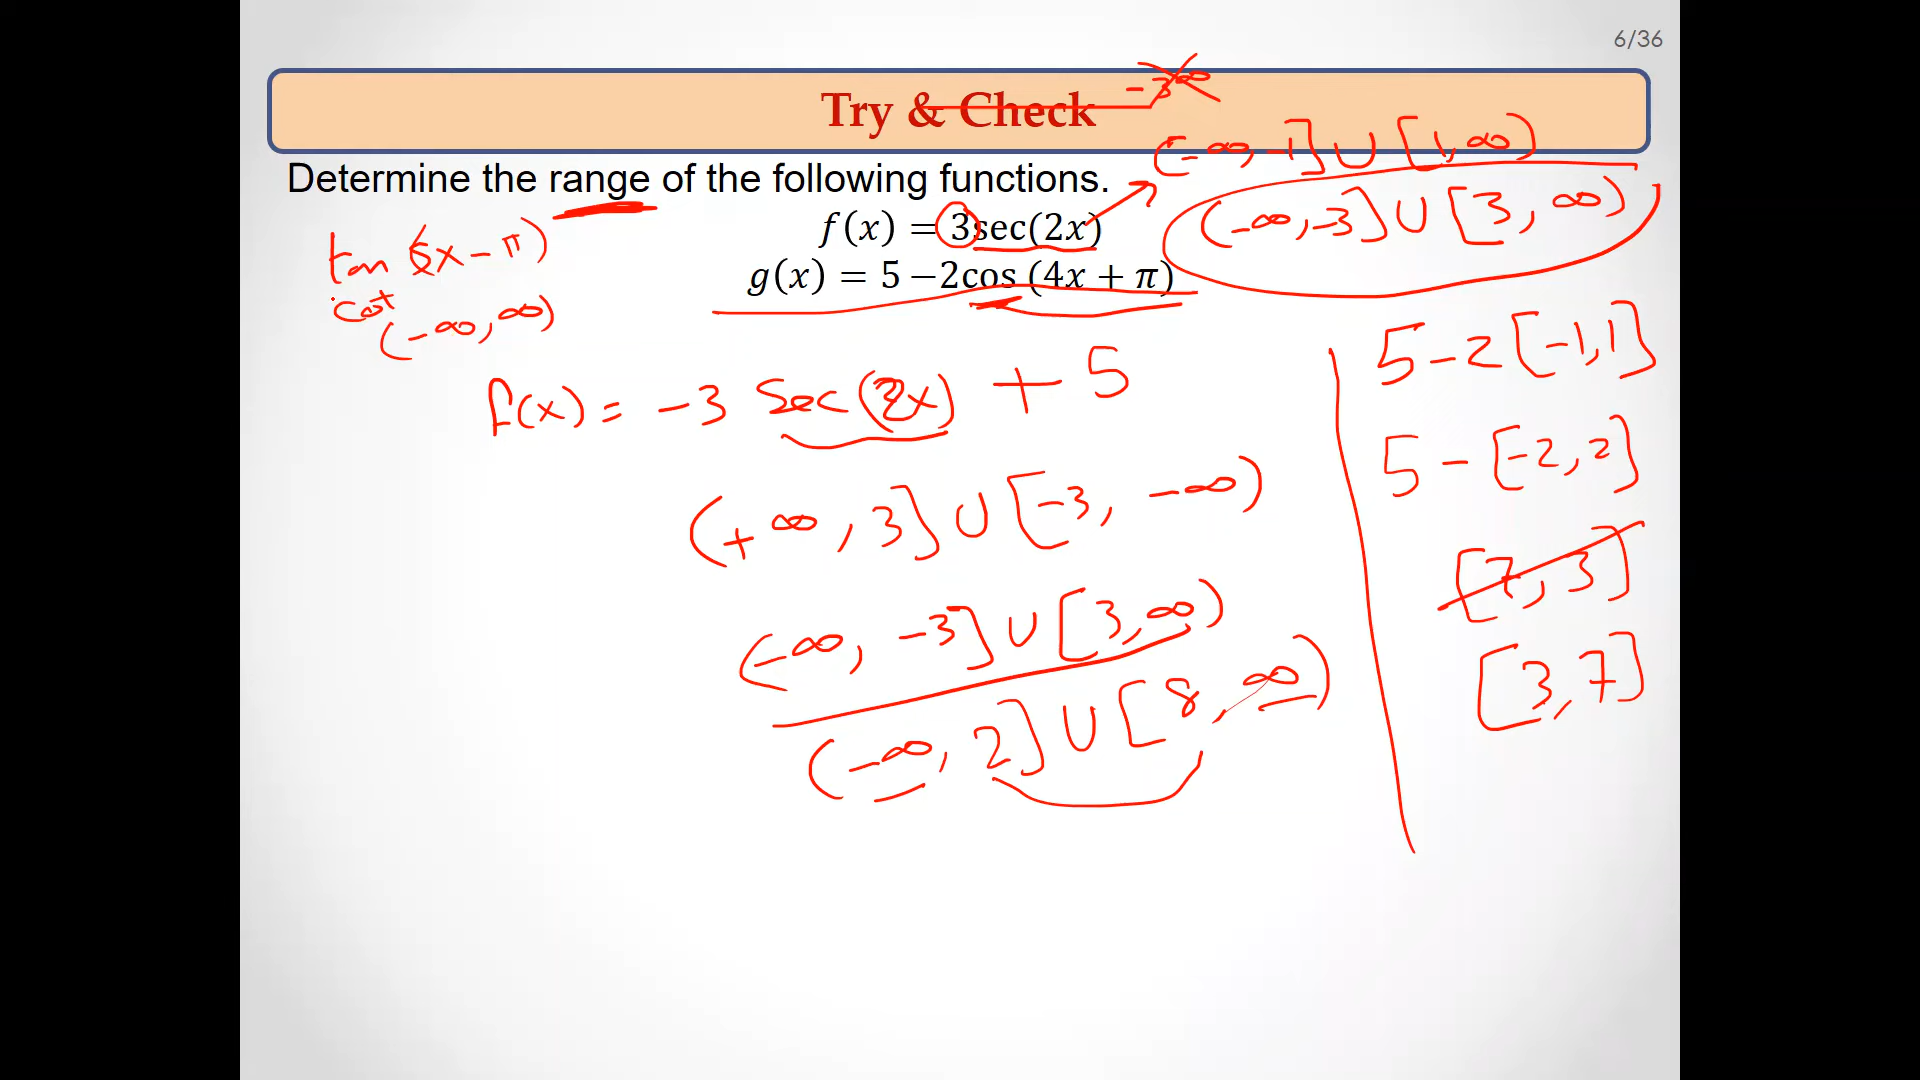 6/36
Try & Check
-3
(-∞, -1] ∪ [1, ∞)
Determine the range of the following functions.
f(x) = 3sec(2x)
(-∞, -3] ∪ [3, ∞)
g(x) = 5 − 2cos (4x + π)
tan (5x - π)
cot
(-∞, ∞)
f(x) = -3 sec(2x) + 5
(+∞, 3] ∪ [-3, -∞)
(-∞, -3] ∪ [3, ∞)
(-∞, 2] ∪ [8, ∞)
5 - 2[-1, 1]
5 - [-2, 2]
[7, 3]
[3, 7]